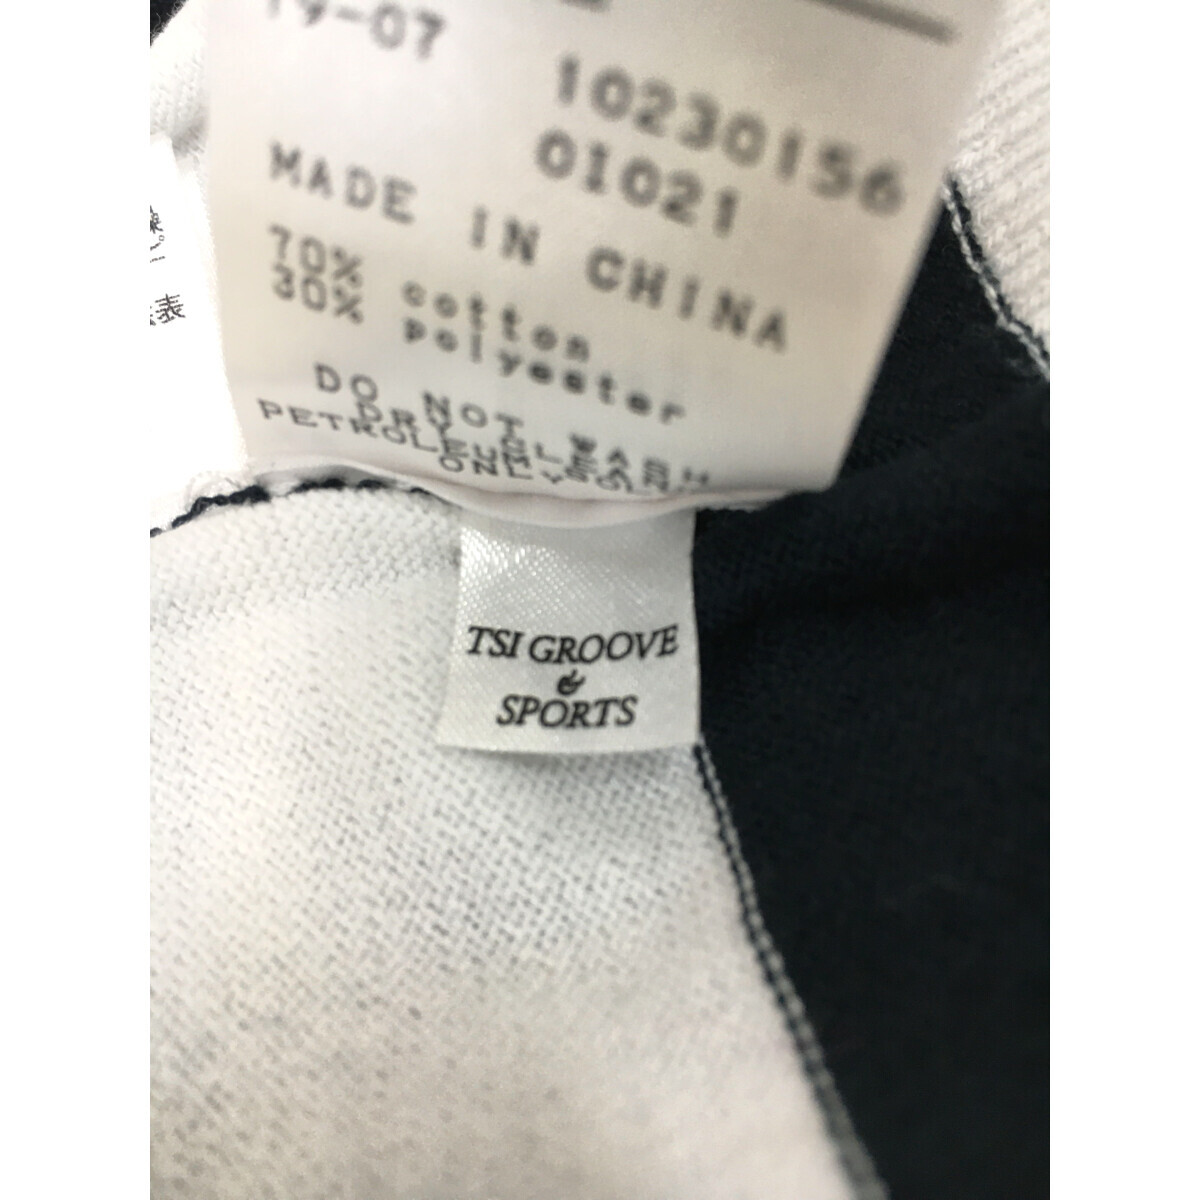 19-07
10230156
01021
MADE IN CHINA
70% cotton
30% polyester
DO NOT WASH
DRY CLEAN
PETROLEUM
ONLY
表
TSI GROOVE
&
SPORTS